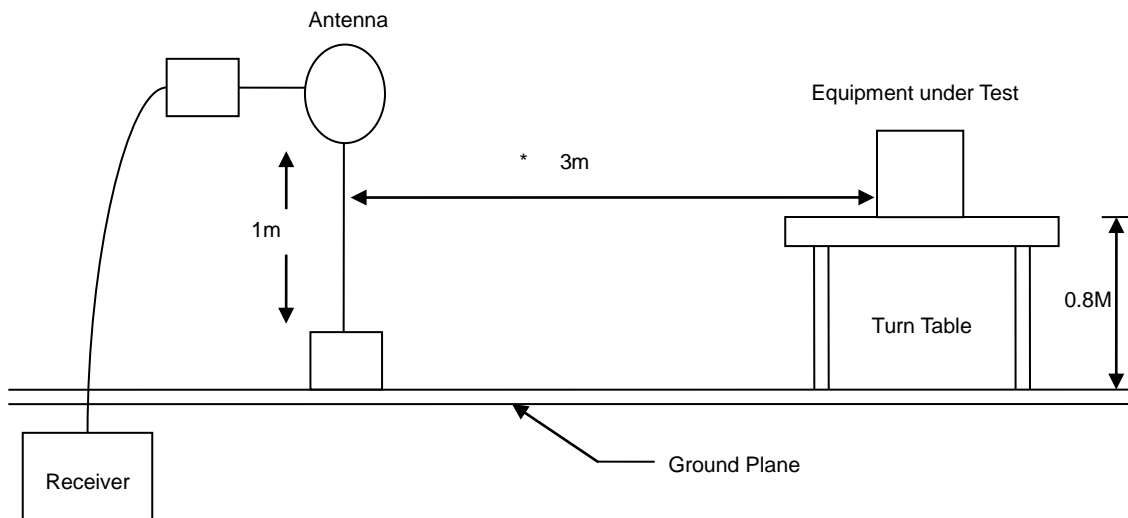 Antenna
Equipment under Test
* 3m
1m
0.8M
Turn Table
Ground Plane
Receiver